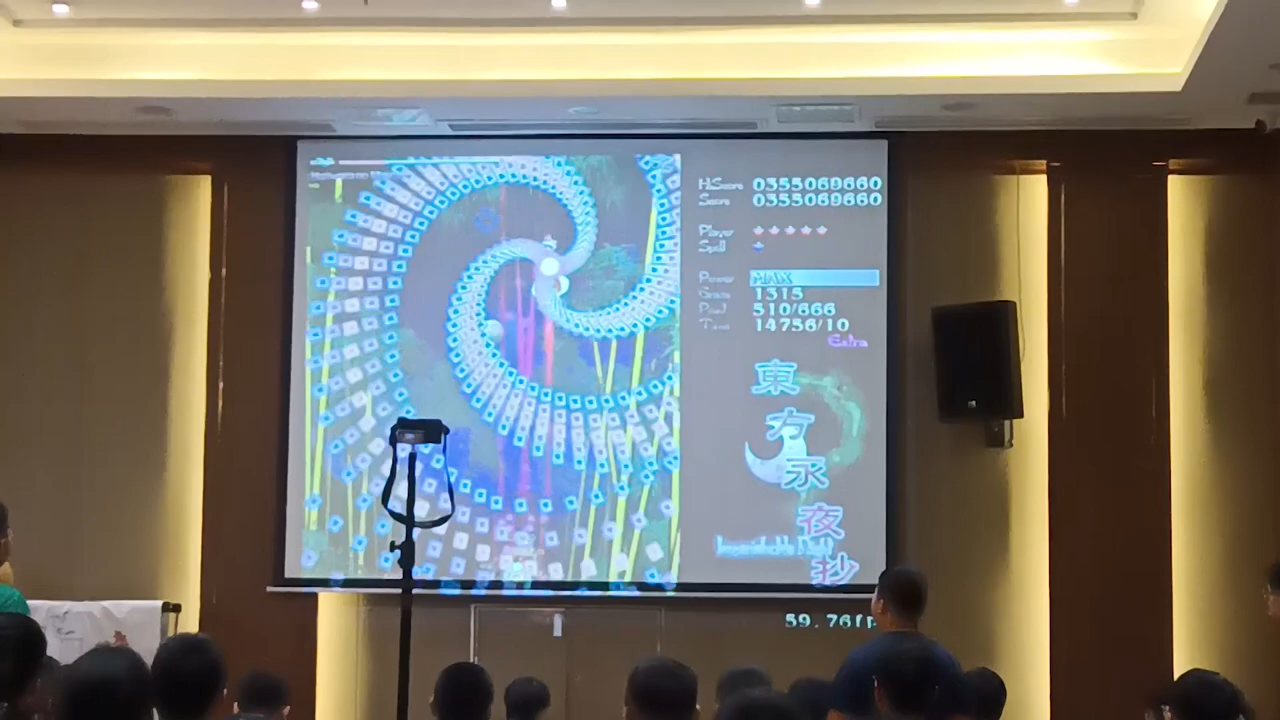 HiScore 0355069660
Score 0355069660
Player
Spell
Power MAX
Graze 1315
Point 510/666
Time 14756/10
Extra
東
方
永
夜
抄
Imperishable Night
59.76fp